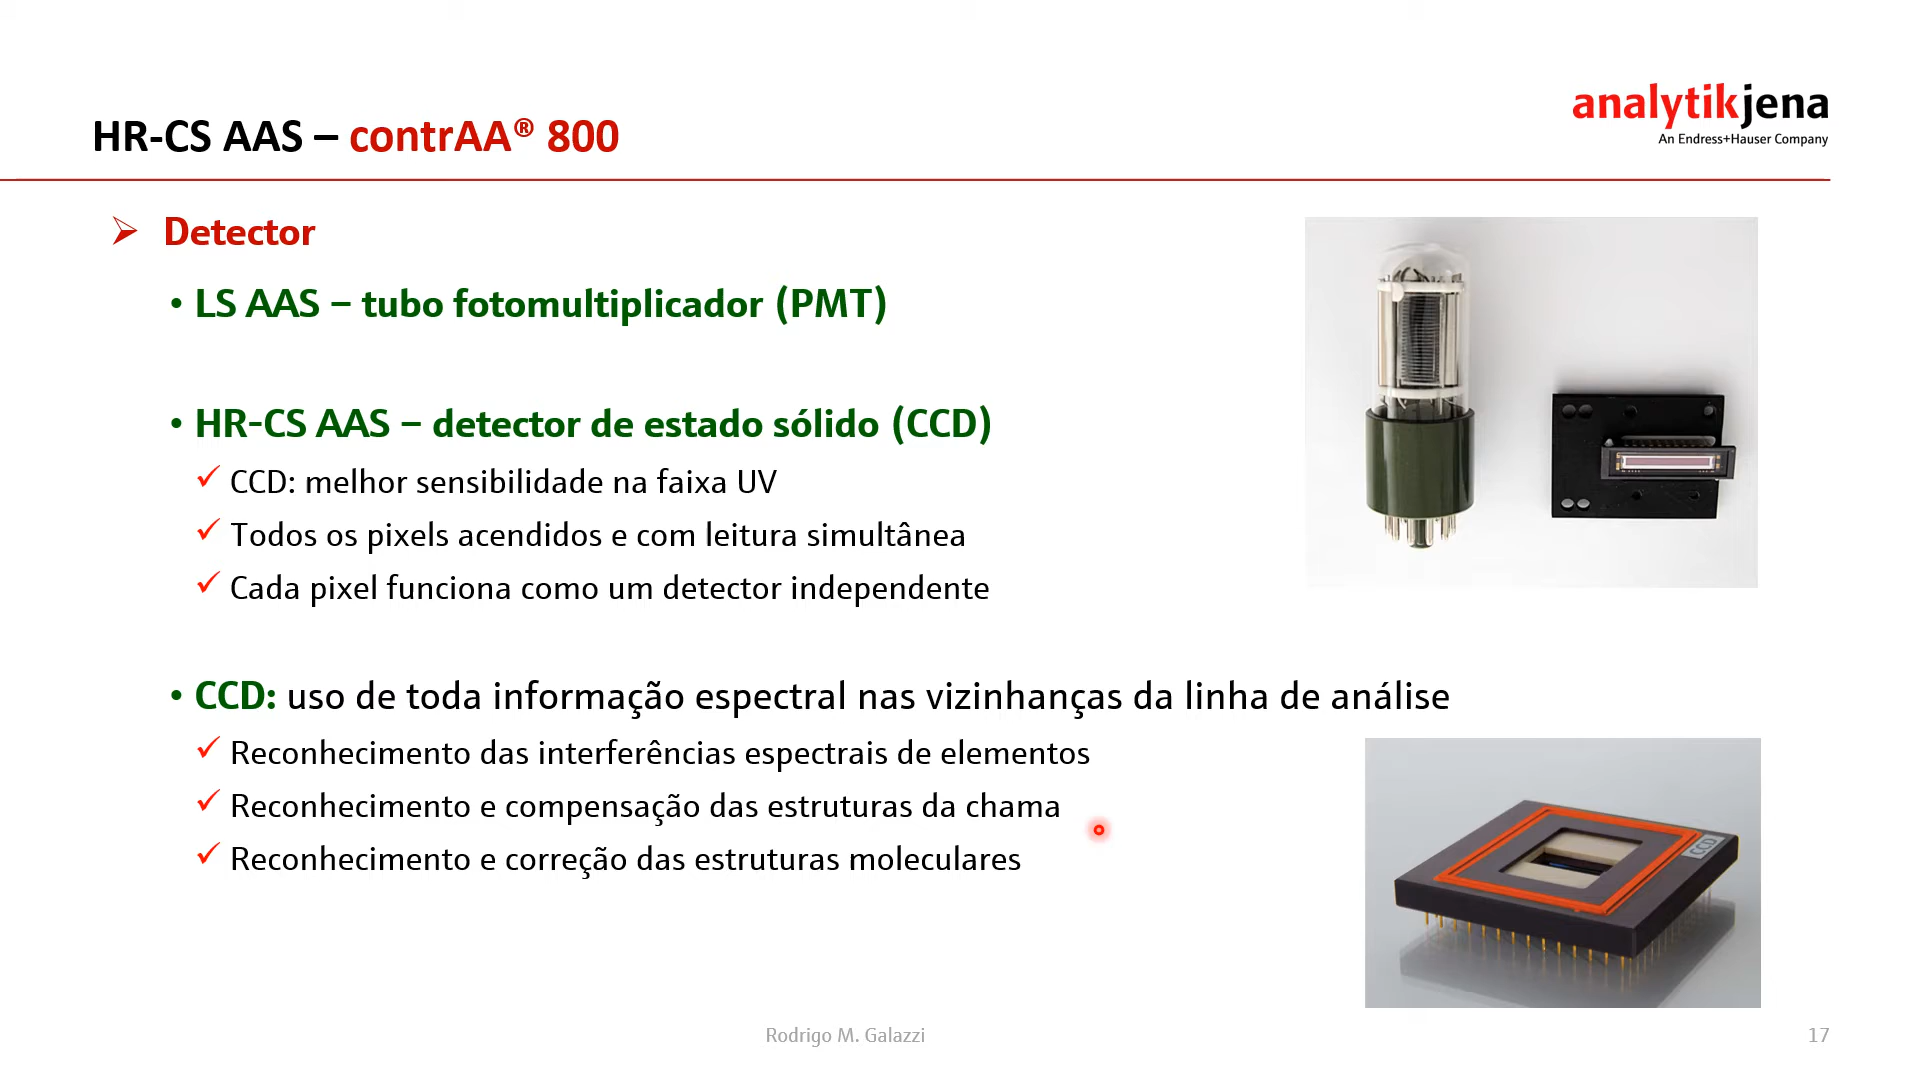 analytikjena
An Endress+Hauser Company
HR-CS AAS – contrAA® 800
Detector
• LS AAS – tubo fotomultiplicador (PMT)
• HR-CS AAS – detector de estado sólido (CCD)
CCD: melhor sensibilidade na faixa UV
Todos os pixels acendidos e com leitura simultânea
Cada pixel funciona como um detector independente
• CCD: uso de toda informação espectral nas vizinhanças da linha de análise
Reconhecimento das interferências espectrais de elementos
Reconhecimento e compensação das estruturas da chama
Reconhecimento e correção das estruturas moleculares
CCD
Rodrigo M. Galazzi
17